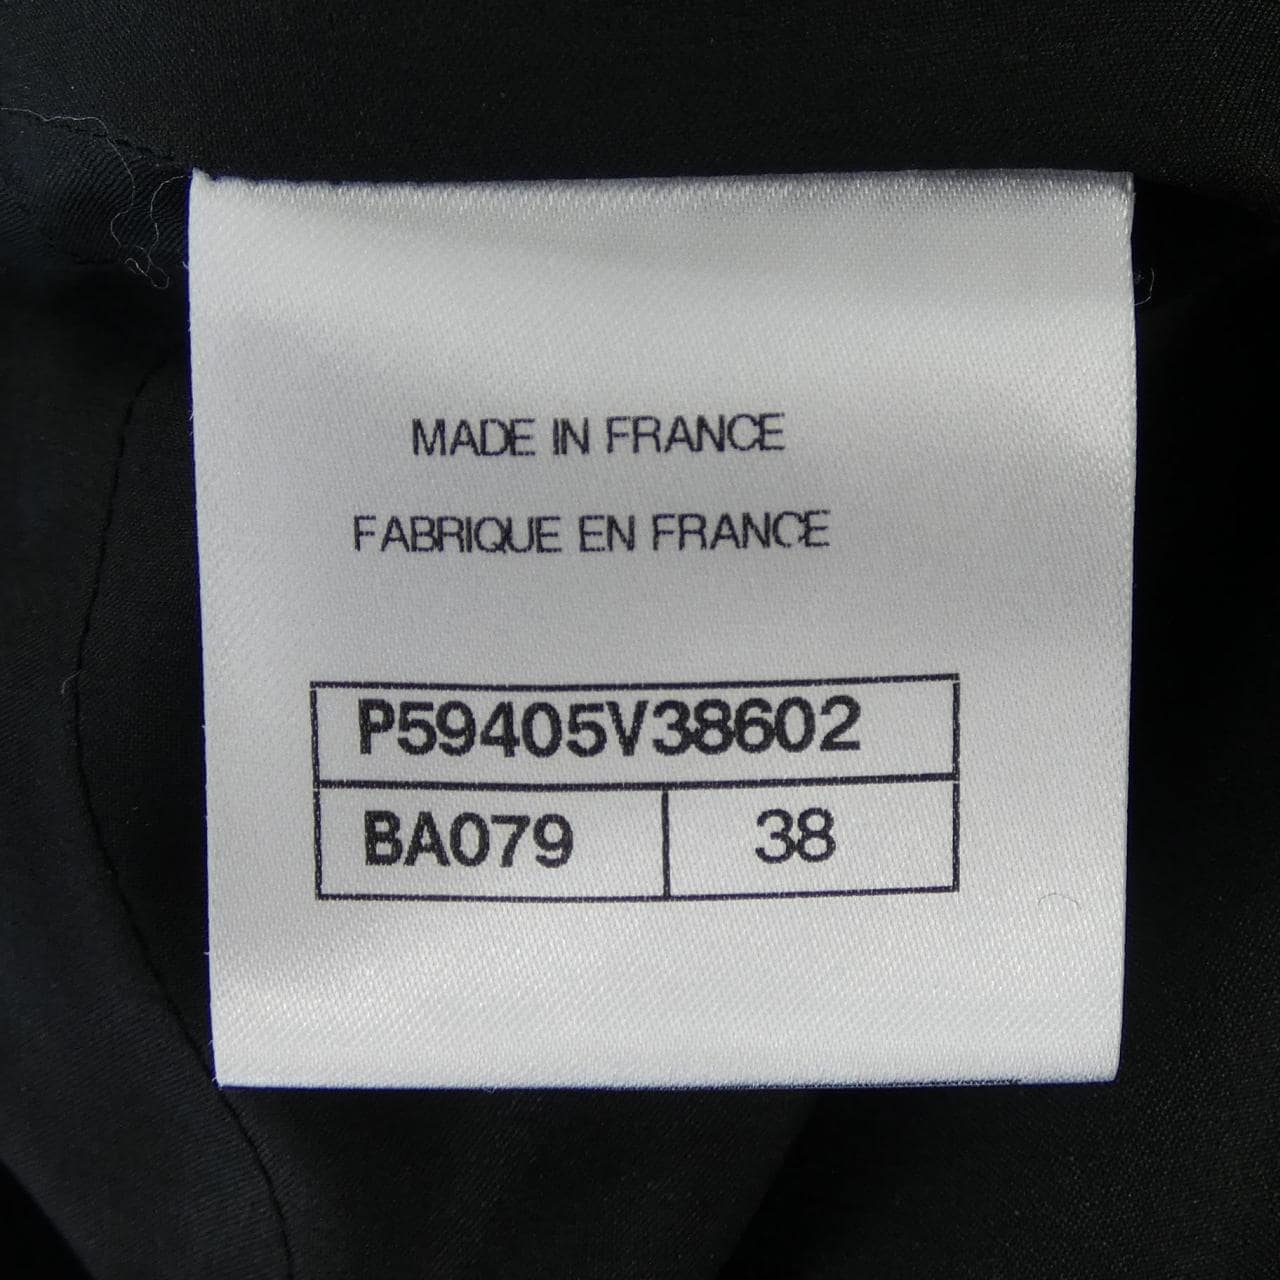 MADE IN FRANCE
FABRIQUE EN FRANCE
P59405V38602
BA079 38